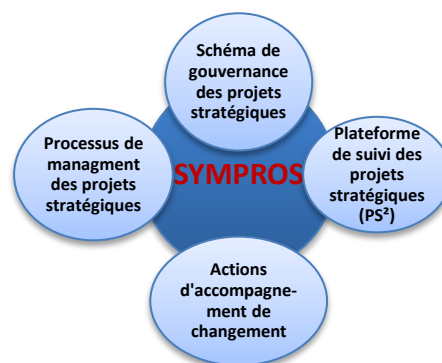 Schéma de
gouvernance
des projets
stratégiques
Processus de
managment
des projets
stratégiques
SYMPROS
Plateforme
de suivi des
projets
stratégiques
(PS²)
Actions
d'accompagne-
ment de
changement